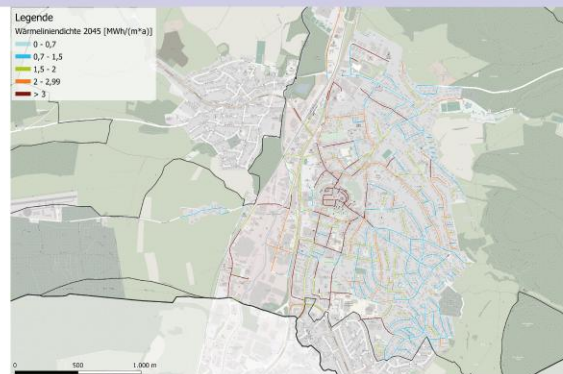 Legende
Wärmeliniendichte 2045 [MWh/(m*a)]
0 - 0,7
0,7 - 1,5
1,5 - 2
2 - 2,99
> 3
0 500 1.000 m